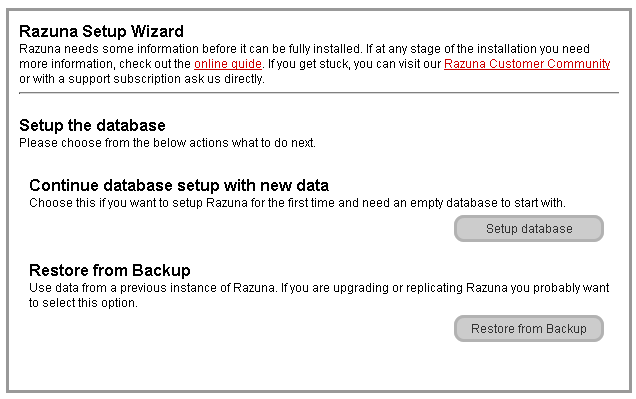 Razuna Setup Wizard
Razuna needs some information before it can be fully installed. If at any stage of the installation you need
more information, check out the online guide. If you get stuck, you can visit our Razuna Customer Community
or with a support subscription ask us directly.
Setup the database
Please choose from the below actions what to do next.
Continue database setup with new data
Choose this if you want to setup Razuna for the first time and need an empty database to start with.
Setup database
Restore from Backup
Use data from a previous instance of Razuna. If you are upgrading or replicating Razuna you probably want
to select this option.
Restore from Backup